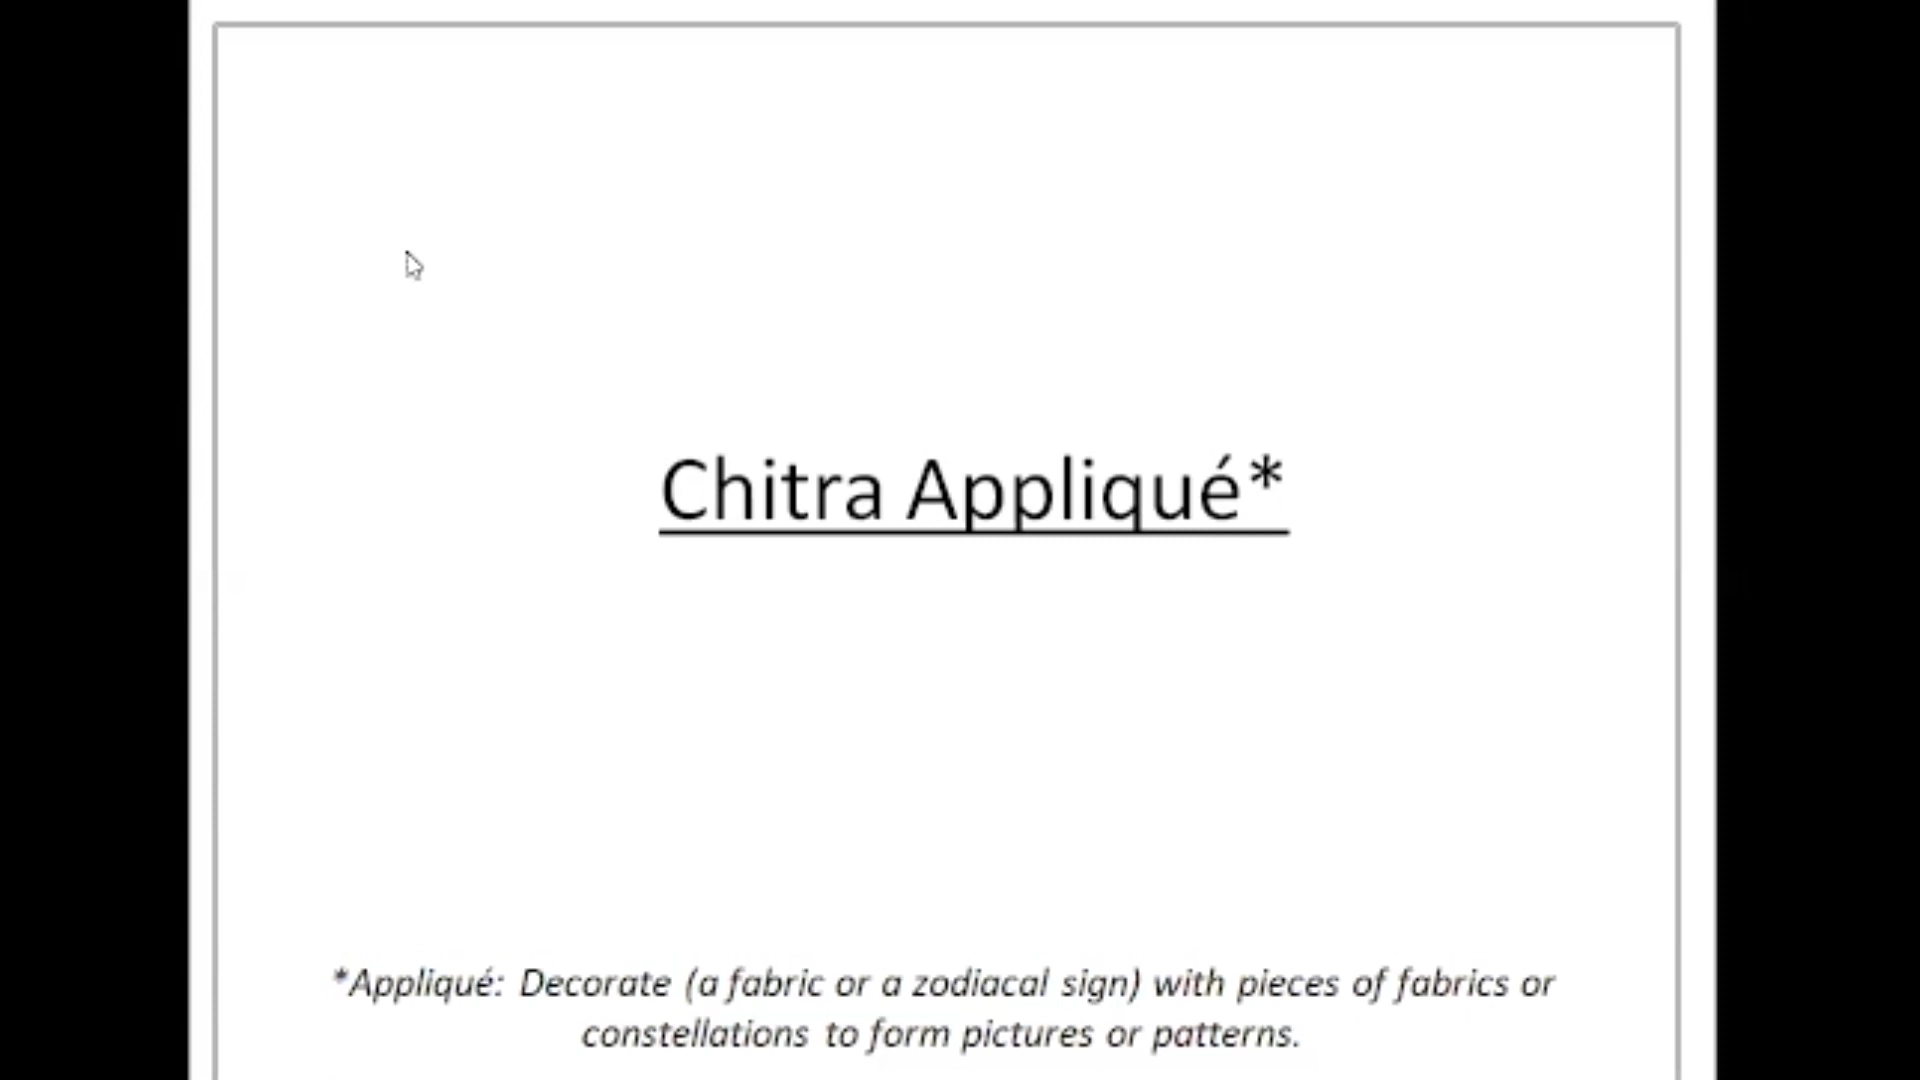 Chitra Appliqué*
*Appliqué: Decorate (a fabric or a zodiacal sign) with pieces of fabrics or
constellations to form pictures or patterns.